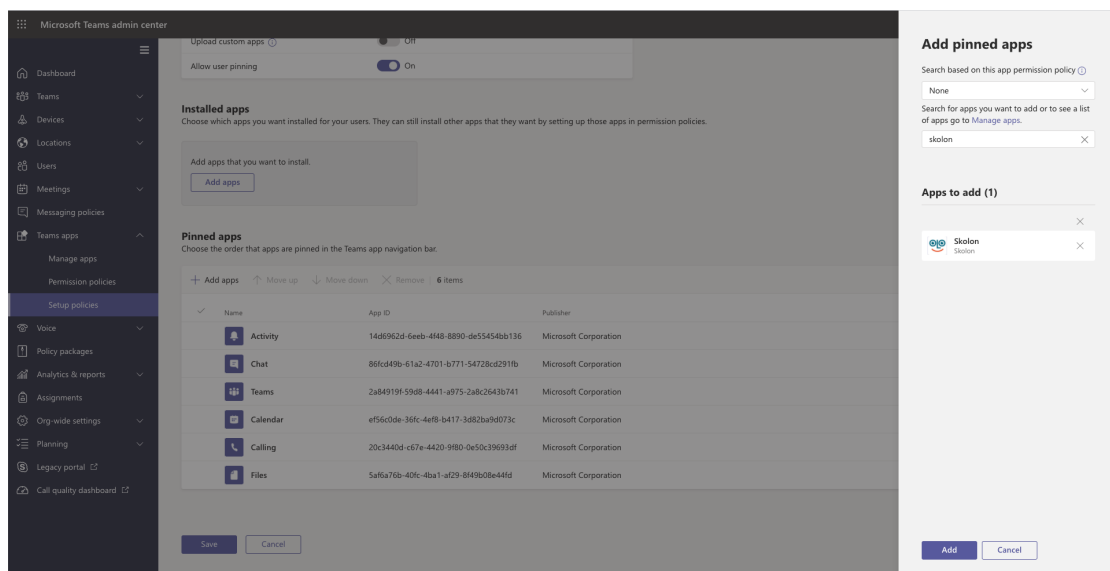 Microsoft Teams admin center
Dashboard
Teams
Devices
Locations
Users
Meetings
Messaging policies
Teams apps
Manage apps
Permission policies
Setup policies
Voice
Policy packages
Analytics & reports
Assignments
Org-wide settings
Planning
Legacy portal
Call quality dashboard
Upload custom apps
Off
Allow user pinning
On
Installed apps
Choose which apps you want installed for your users. They can still install other apps that they want by setting up those apps in permission policies.
Add apps that you want to install.
Add apps
Pinned apps
Choose the order that apps are pinned in the Teams app navigation bar.
Add apps Move up Move down Remove 6 items
Name App ID Publisher
Activity 14d6962d-6eeb-4f48-8890-de55454bb136 Microsoft Corporation
Chat 86fcd49b-61a2-4701-b771-54728cd291fb Microsoft Corporation
Teams 2a84919f-59d8-4441-a975-2a8c2643b741 Microsoft Corporation
Calendar ef56c0de-36fc-4ef8-b417-3d82ba9d073c Microsoft Corporation
Calling 20c3440d-c67e-4420-9f80-0e50c39693df Microsoft Corporation
Files 5af6a76b-40fc-4ba1-af29-8f49b08e44fd Microsoft Corporation
Save Cancel
Add pinned apps
Search based on this app permission policy
None
Search for apps you want to add or to see a list
of apps go to Manage apps.
skolon
Apps to add (1)
Skolon
Skolon
Add Cancel